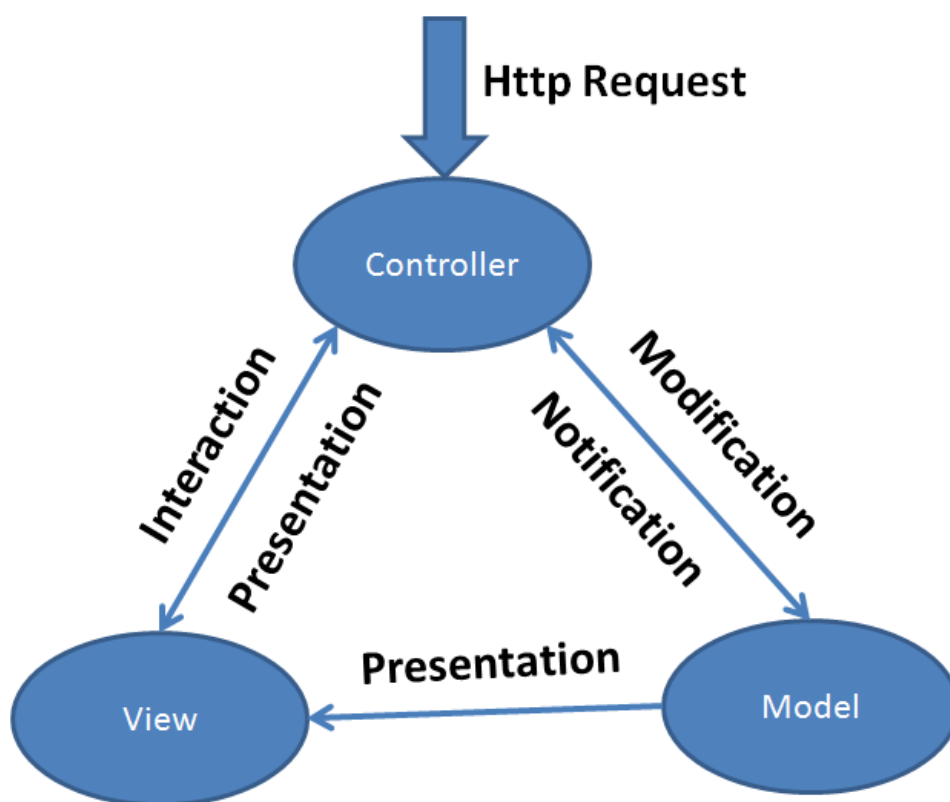 Http Request
Controller
Interaction
Presentation
Notification
Modification
Presentation
View
Model